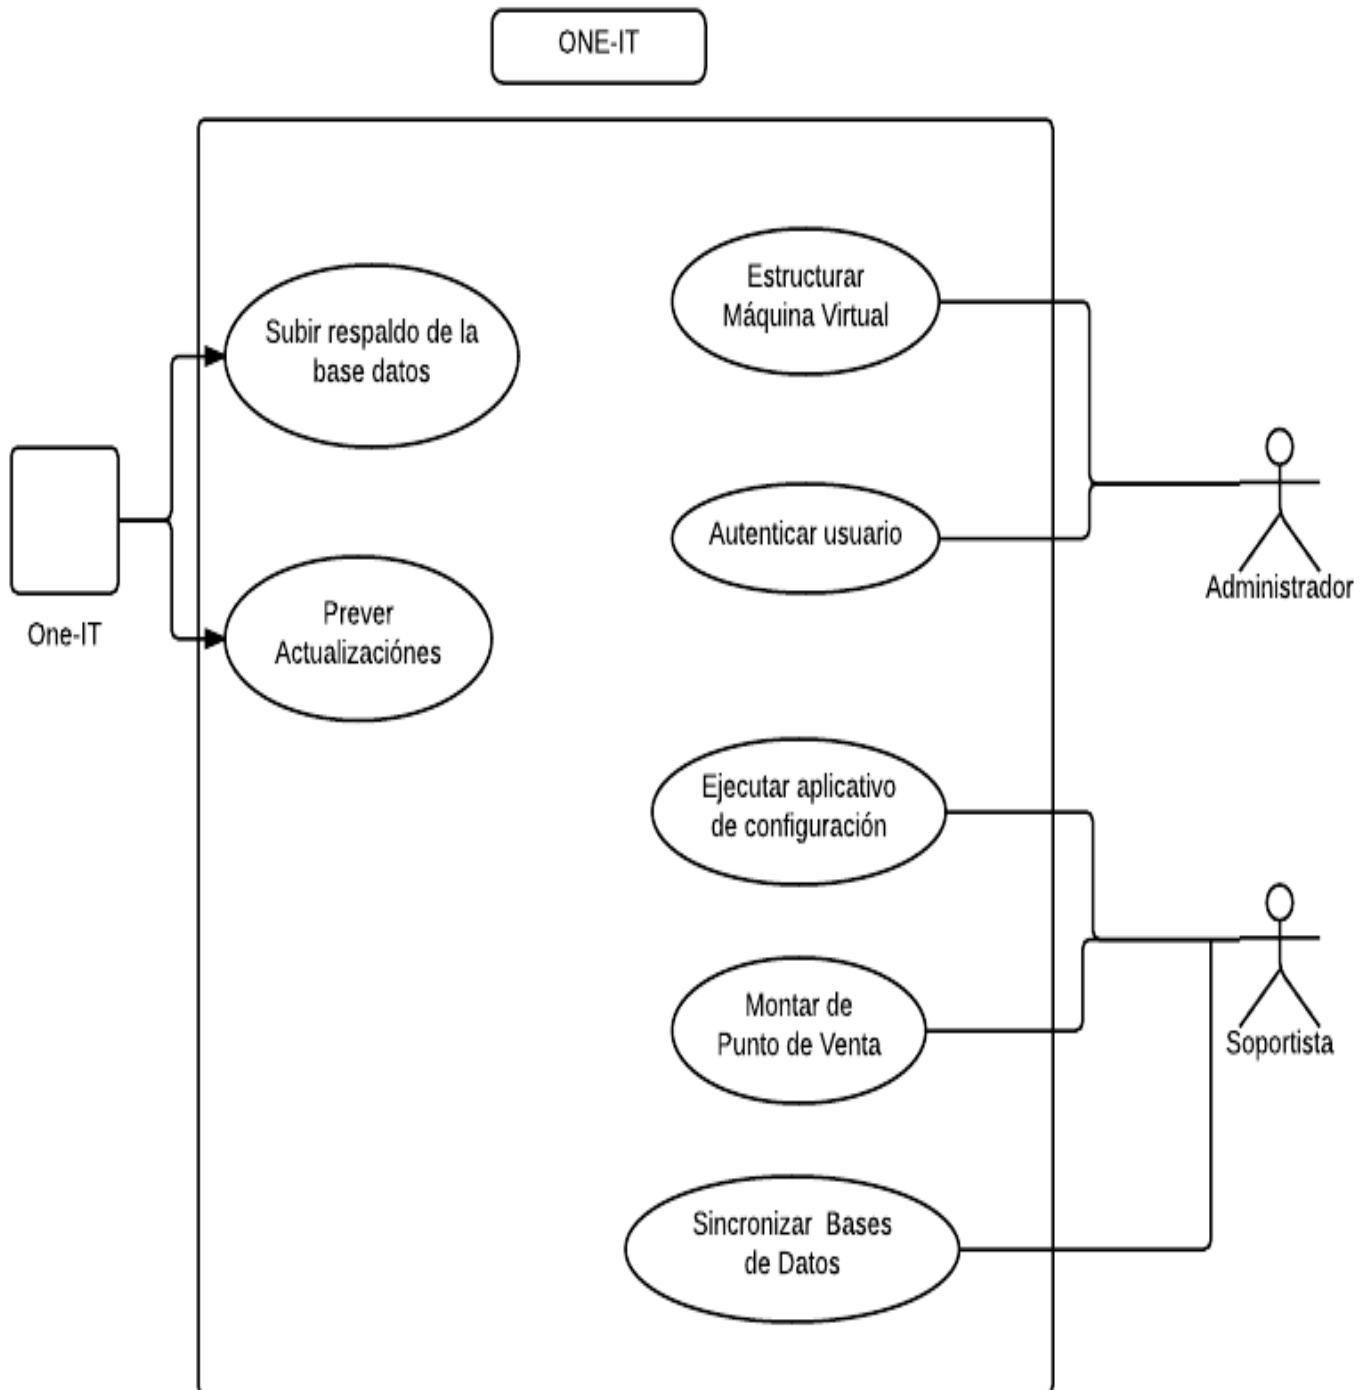 ONE-IT
Estructurar
Máquina Virtual
Subir respaldo de la
base datos
Autenticar usuario
Administrador
Prever
Actualizaciónes
One-IT
Ejecutar aplicativo
de configuración
Montar de
Punto de Venta
Soportista
Sincronizar Bases
de Datos